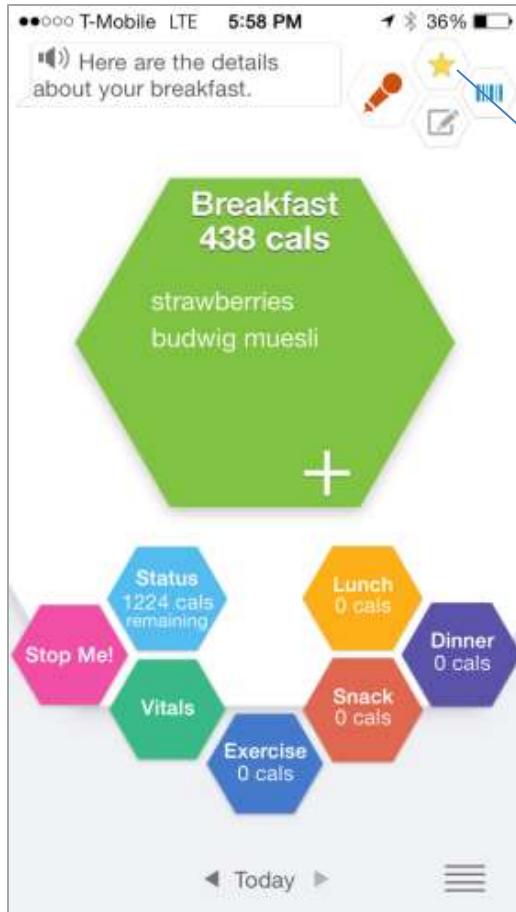 T-Mobile LTE 5:58 PM 36%
Here are the details
about your breakfast.
Breakfast
438 cals
strawberries
budwig muesli
Status
1224 cals
remaining
Lunch
0 cals
Stop Me!
Dinner
0 cals
Vitals
Snack
0 cals
Exercise
0 cals
Today